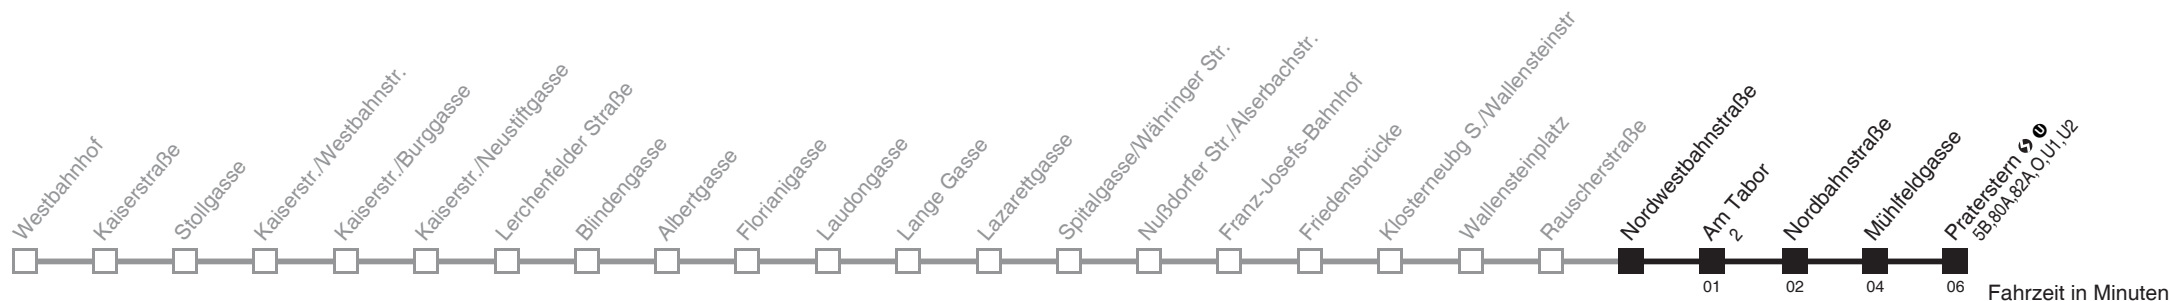 Westbahnhof
Kaiserstraße
Stollgasse
Kaiserstr./Westbahnstr.
Kaiserstr./Burggasse
Kaiserstr./Neustiftgasse
Lerchenfelder Straße
Blindengasse
Albertgasse
Florianigasse
Laudongasse
Lange Gasse
Lazarettgasse
Spitalgasse/Währinger Str.
Nußdorfer Str./Alserbachstr.
Franz-Josefs-Bahnhof
Friedensbrücke
Klosterneubg S./Wallensteinstr
Wallensteinplatz
Rauscherstraße
Nordwestbahnstraße
Am Tabor
2
Nordbahnstraße
Mühlfeldgasse
Praterstern S U
5B,80A,82A,O,U1,U2
01 02 04 06
Fahrzeit in Minuten